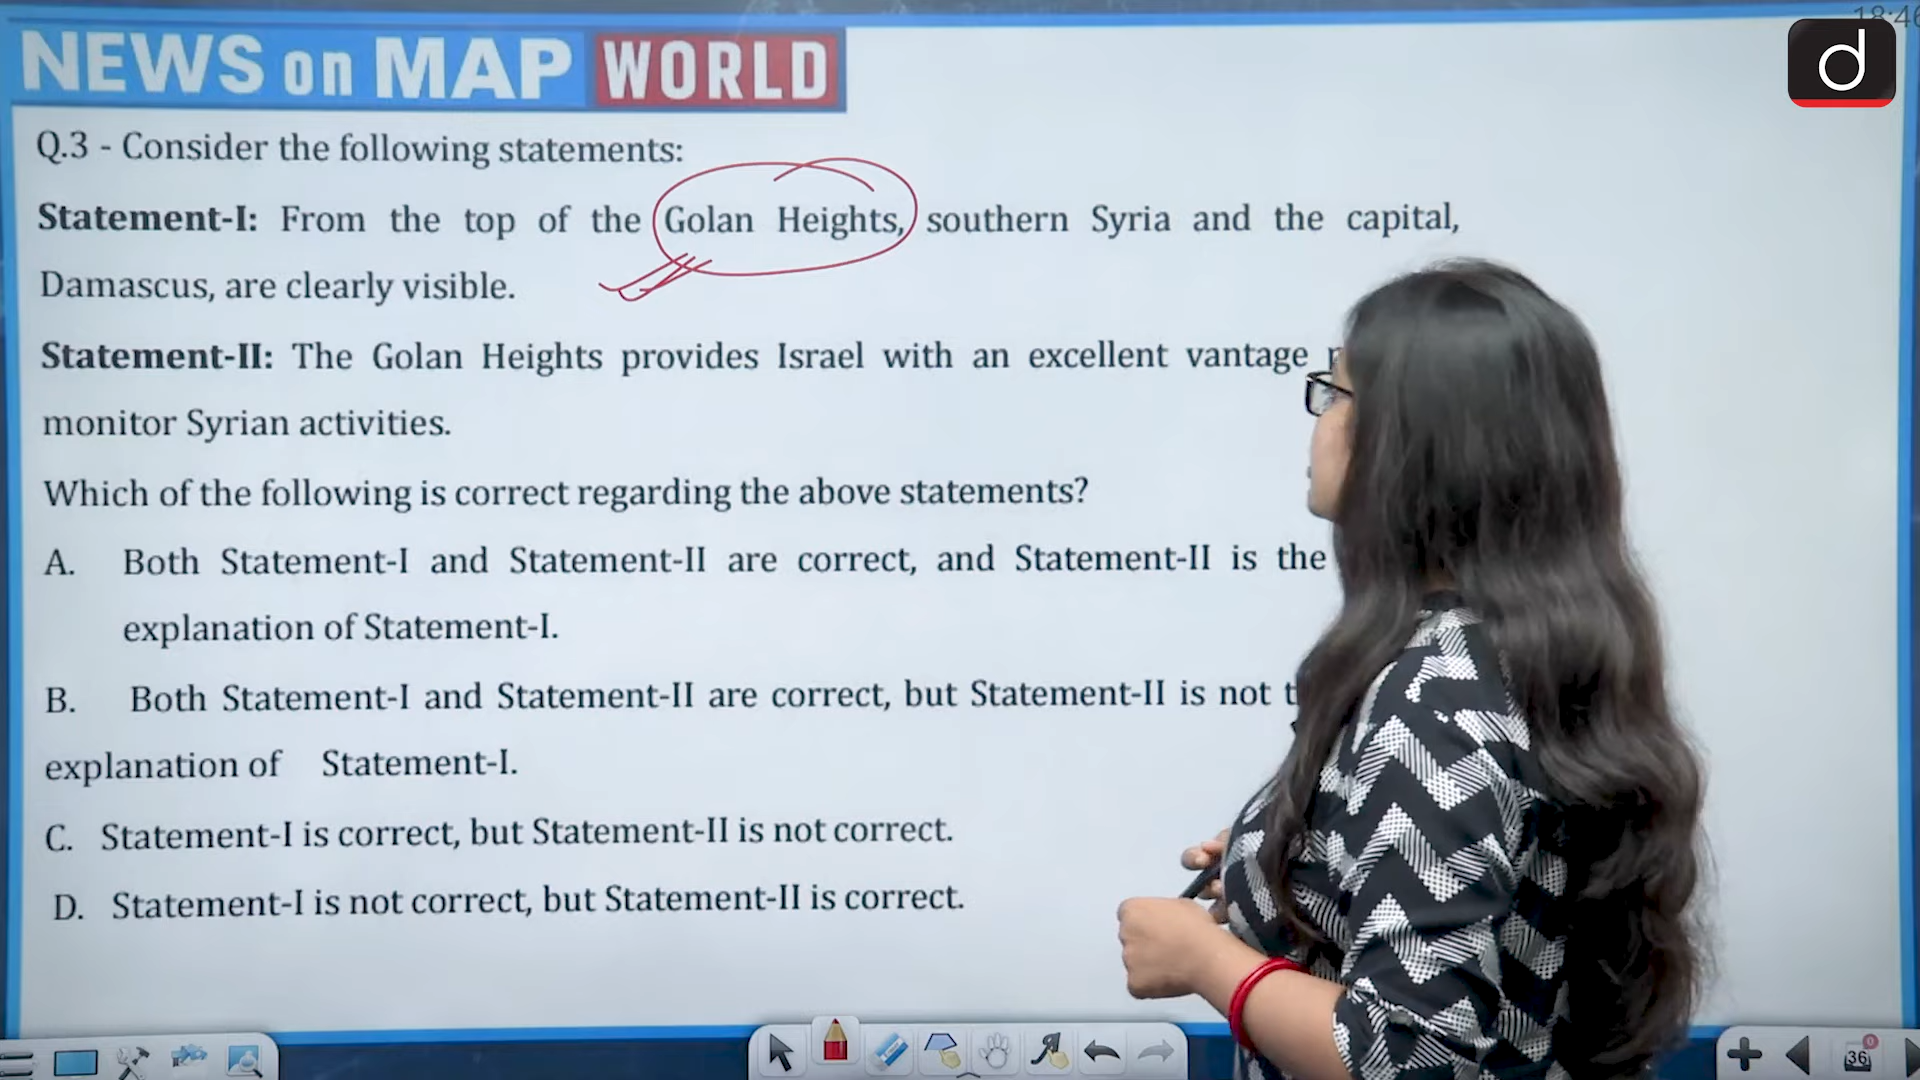 18:46
NEWS on MAP WORLD
d
Q.3 - Consider the following statements:
Statement-I: From the top of the Golan Heights, southern Syria and the capital,
Damascus, are clearly visible.
Statement-II: The Golan Heights provides Israel with an excellent vantage
monitor Syrian activities.
Which of the following is correct regarding the above statements?
A. Both Statement-I and Statement-II are correct, and Statement-II is the
explanation of Statement-I.
B. Both Statement-I and Statement-II are correct, but Statement-II is not
explanation of Statement-I.
C. Statement-I is correct, but Statement-II is not correct.
D. Statement-I is not correct, but Statement-II is correct.
0
36